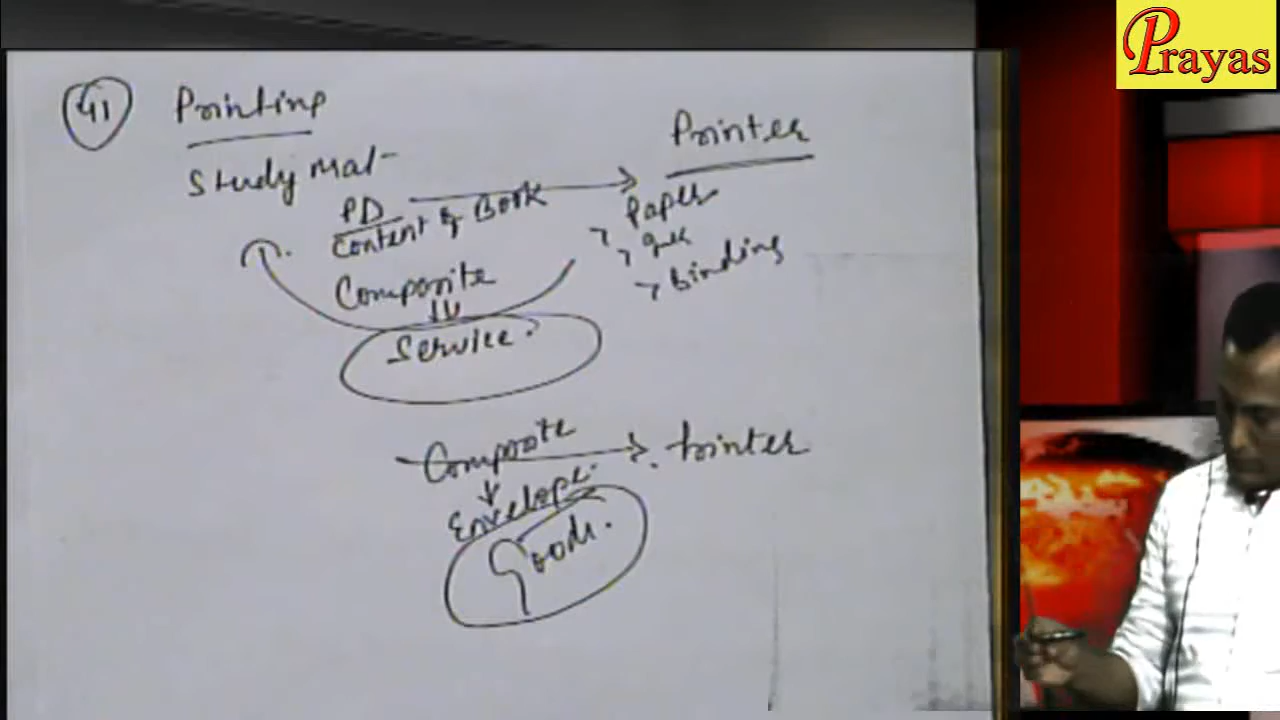 Prayas
41 Printing
Study Mat-
Printer
PD
Content of Book
Paper
Ink
Binding
Composite
Service
Composite
Printer
Envelope
Goods.